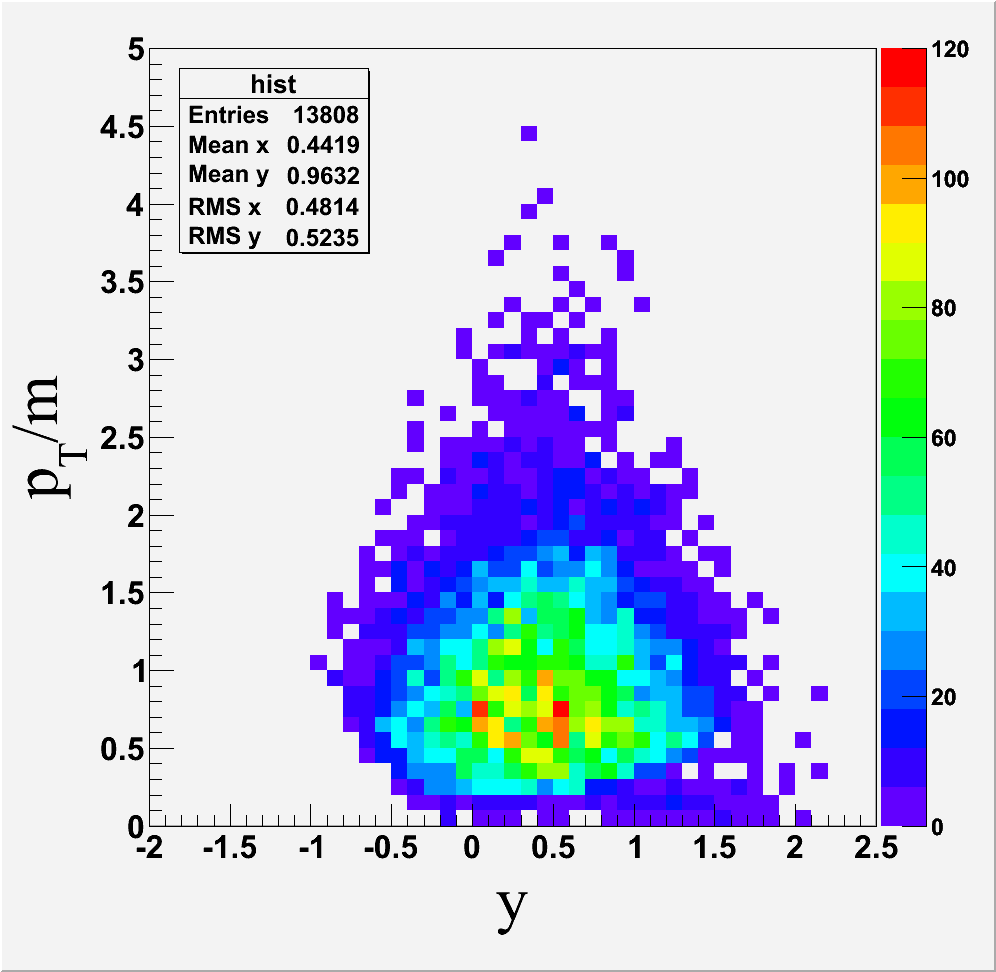 hist
Entries 13808
Mean x 0.4419
Mean y 0.9632
RMS x 0.4814
RMS y 0.5235
5
4.5
4
3.5
3
2.5
2
1.5
1
0.5
0
-2 -1.5 -1 -0.5 0 0.5 1 1.5 2 2.5
120
100
80
60
40
20
0
p_T/m
y